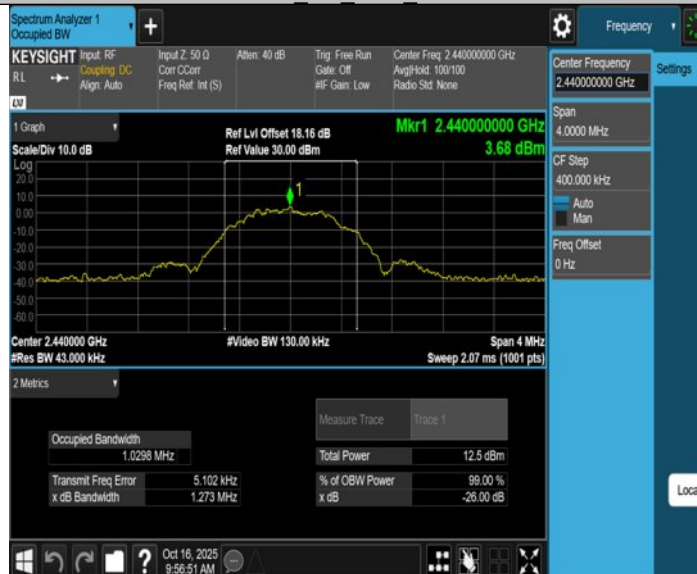 Spectrum Analyzer 1
Occupied BW
Frequency
KEYSIGHT
RL
LXI
Input: RF
Coupling: DC
Align: Auto
Input Z: 50 Ω
Corr CCorr
Freq Ref: Int (S)
Atten: 40 dB
Trig: Free Run
Gate: Off
#IF Gain: Low
Center Freq: 2.440000000 GHz
Avg|Hold: 100/100
Radio Std: None
Center Frequency
2.440000000 GHz
Settings
Span
4.0000 MHz
CF Step
400.000 kHz
Auto
Man
Freq Offset
0 Hz
1 Graph
Scale/Div 10.0 dB
Ref Lvl Offset 18.16 dB
Ref Value 30.00 dBm
Mkr1 2.440000000 GHz
3.68 dBm
Log
20.0
10.0
0.00
-10.0
-20.0
-30.0
-40.0
-50.0
-60.0
1
Center 2.440000 GHz
#Res BW 43.000 kHz
#Video BW 130.00 kHz
Span 4 MHz
Sweep 2.07 ms (1001 pts)
2 Metrics
Measure Trace
Trace 1
Occupied Bandwidth
1.0298 MHz
Total Power 12.5 dBm
Transmit Freq Error 5.102 kHz
% of OBW Power 99.00 %
x dB Bandwidth 1.273 MHz
x dB -26.00 dB
Loca
?
Oct 16, 2025
9:56:51 AM